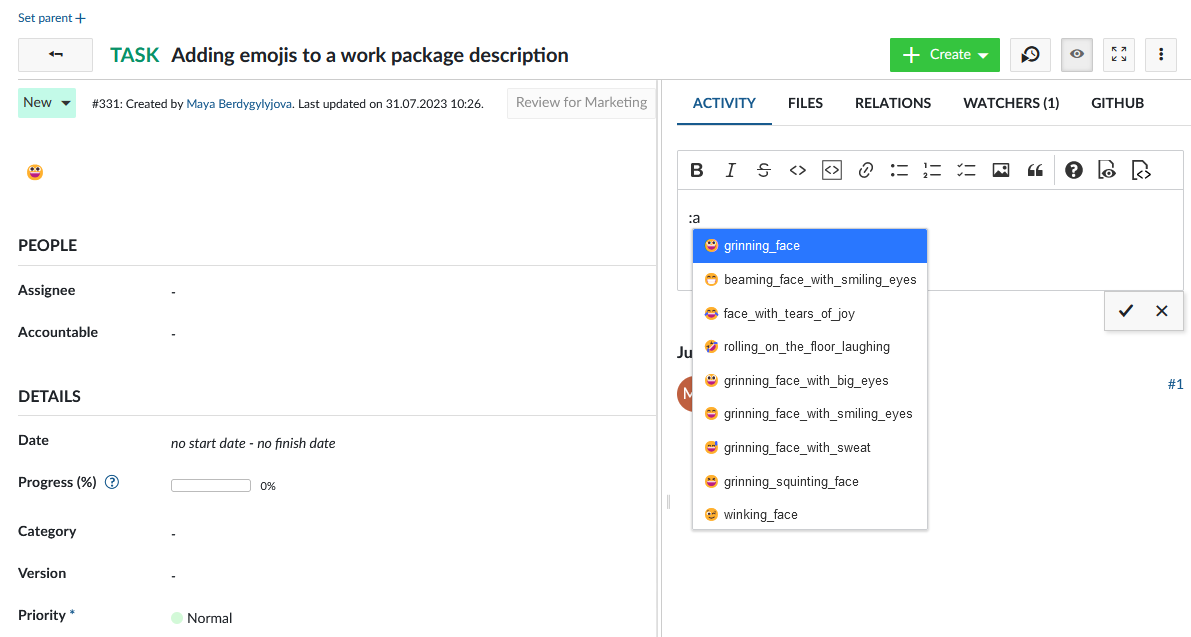 Set parent +
TASK Adding emojis to a work package description
Create
New
#331: Created by Maya Berdygylyjova. Last updated on 31.07.2023 10:26.
Review for Marketing
PEOPLE
Assignee -
Accountable -
DETAILS
Date no start date - no finish date
Progress (%) ? 0%
Category -
Version -
Priority * Normal
ACTIVITY FILES RELATIONS WATCHERS (1) GITHUB
B I S
:a
grinning_face
beaming_face_with_smiling_eyes
face_with_tears_of_joy
rolling_on_the_floor_laughing
grinning_face_with_big_eyes
grinning_face_with_smiling_eyes
grinning_face_with_sweat
grinning_squinting_face
winking_face
Ju
M
#1